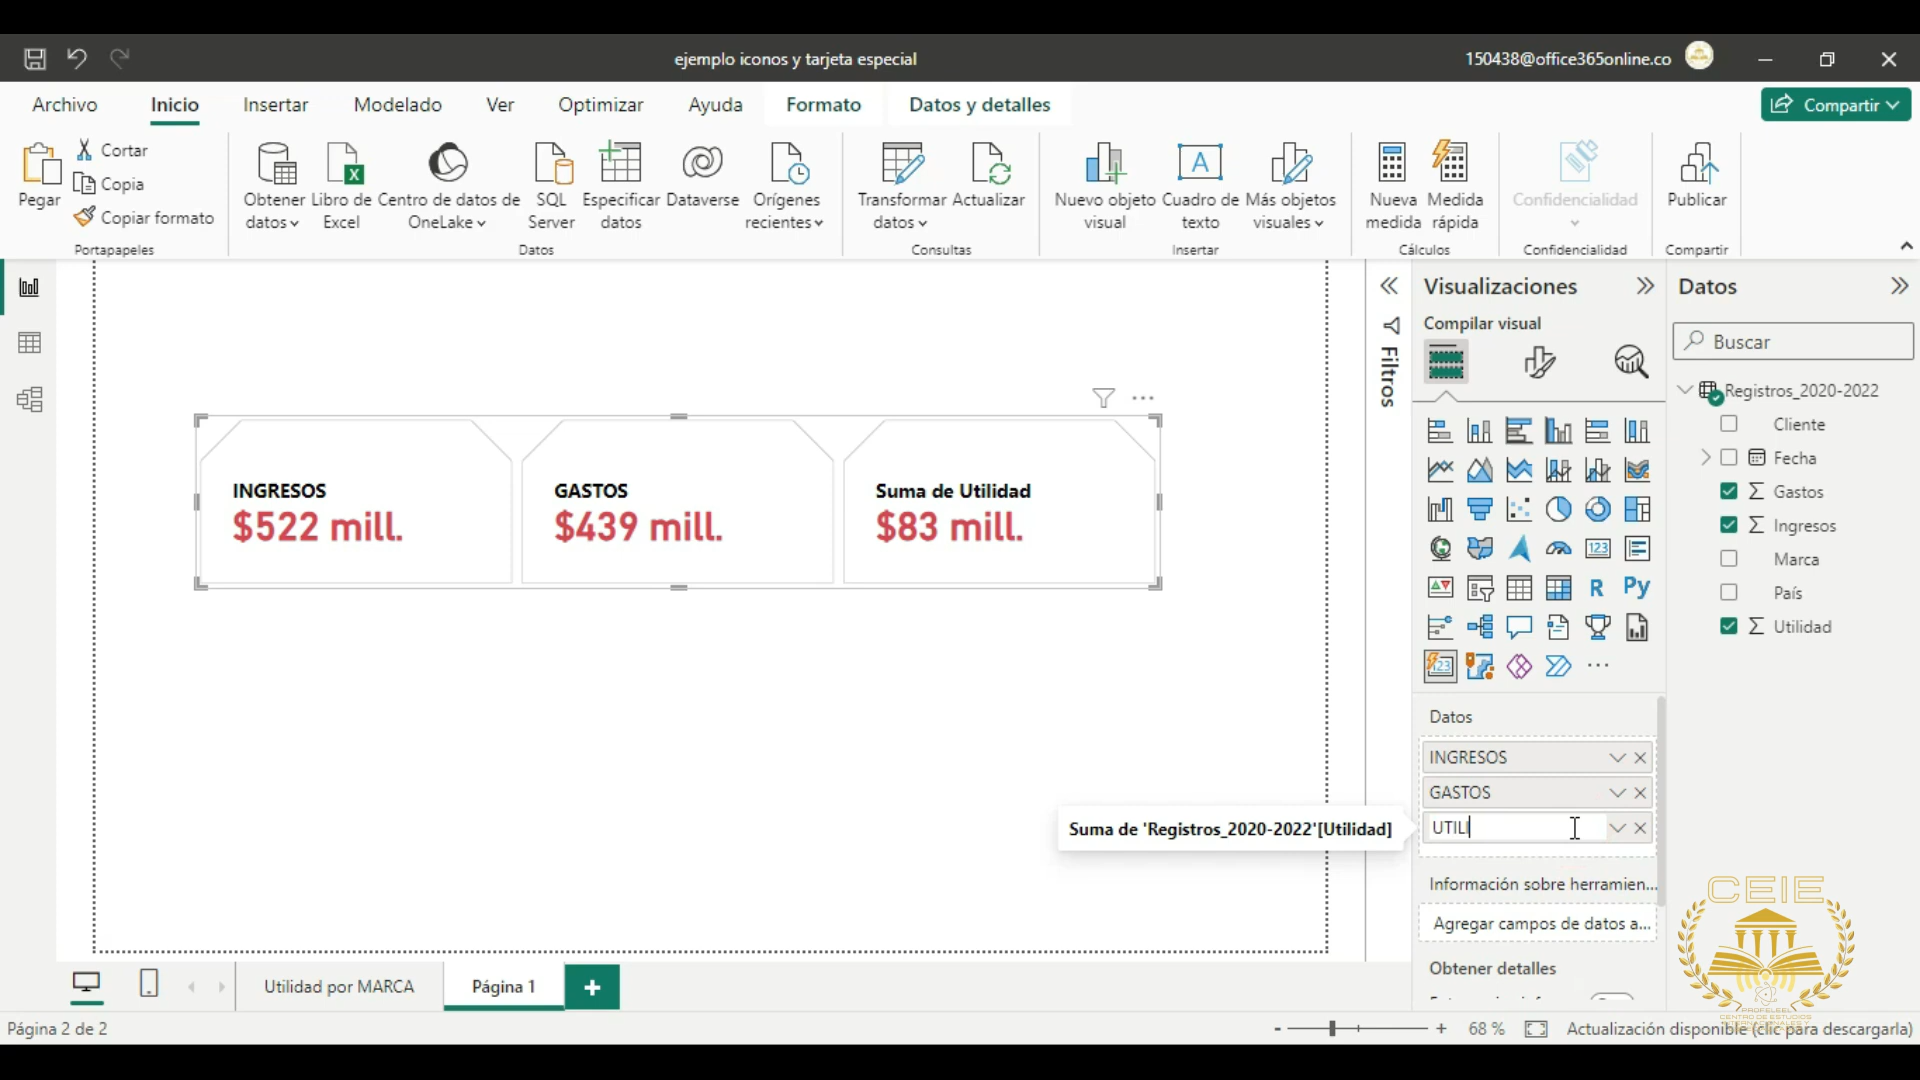 ejemplo iconos y tarjeta especial
150438@office365online.co
Archivo
Inicio
Insertar
Modelado
Ver
Optimizar
Ayuda
Formato
Datos y detalles
Compartir
Pegar
Cortar
Copia
Copiar formato
Portapapeles
Obtener
datos
Libro de
Excel
Centro de datos de
OneLake
SQL
Server
Especificar
datos
Dataverse
Orígenes
recientes
Datos
Transformar
datos
Actualizar
Consultas
Nuevo objeto
visual
Cuadro de
texto
Más objetos
visuales
Insertar
Nueva
medida
Medida
rápida
Cálculos
Confidencialidad
Confidencialidad
Publicar
Compartir
INGRESOS
$522 mill.
GASTOS
$439 mill.
Suma de Utilidad
$83 mill.
Filtros
Visualizaciones
Compilar visual
123
R
Py
123
Datos
INGRESOS
GASTOS
UTILI
Suma de 'Registros_2020-2022'[Utilidad]
Información sobre herramien...
Agregar campos de datos a...
Obtener detalles
Datos
Buscar
Registros_2020-2022
Cliente
Fecha
Gastos
Ingresos
Marca
País
Utilidad
CEIE
Utilidad por MARCA
Página 1
Página 2 de 2
68 %
Actualización disponible (clic para descargarla)